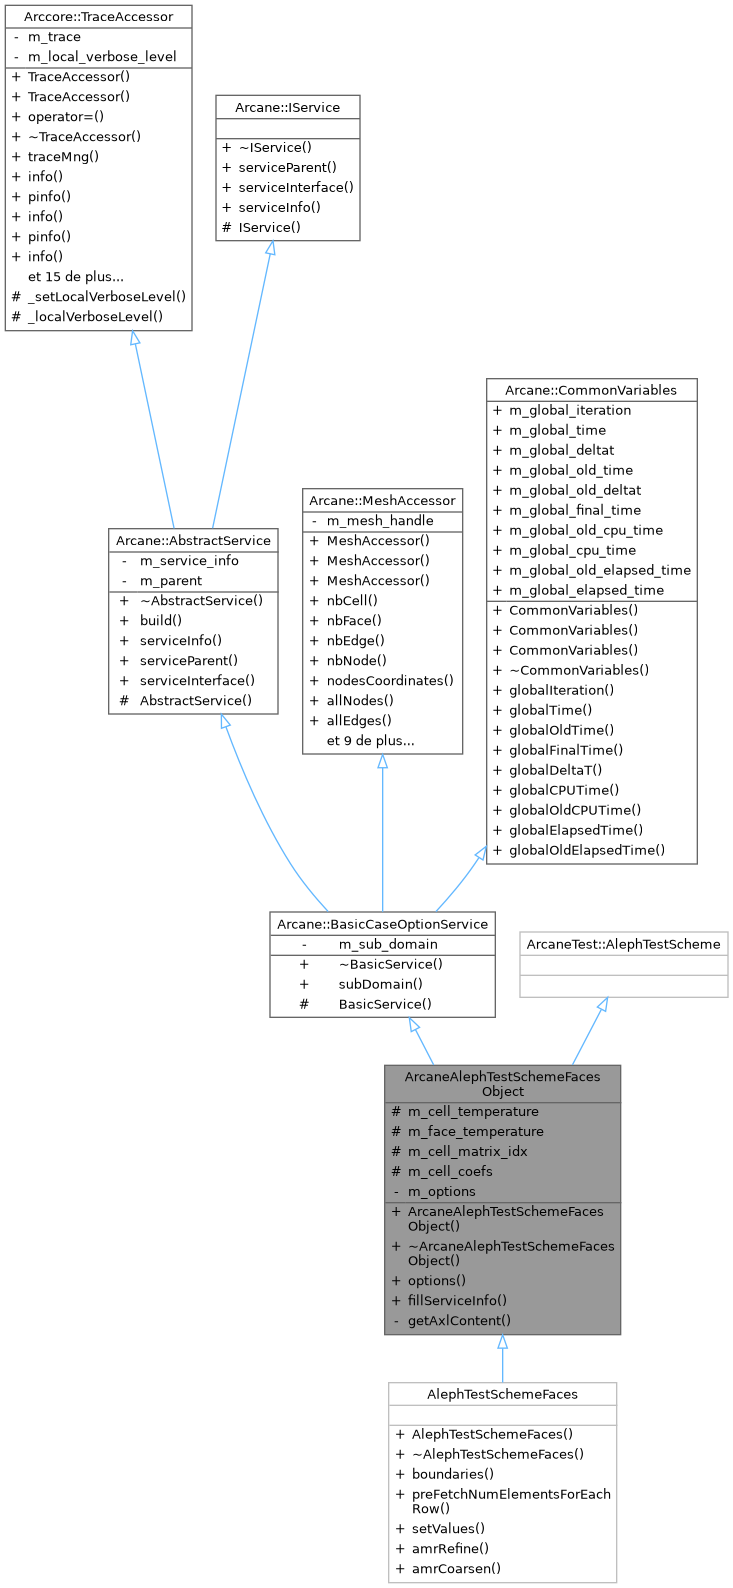 Arccore::TraceAccessor
- m_trace
- m_local_verbose_level
+ TraceAccessor()
+ TraceAccessor()
+ operator=()
+ ~TraceAccessor()
+ traceMng()
+ info()
+ pinfo()
+ info()
+ pinfo()
+ info()
et 15 de plus...
# _setLocalVerboseLevel()
# _localVerboseLevel()
Arcane::IService
+ ~IService()
+ serviceParent()
+ serviceInterface()
+ serviceInfo()
# IService()
Arcane::CommonVariables
+ m_global_iteration
+ m_global_time
+ m_global_deltat
+ m_global_old_time
+ m_global_old_deltat
+ m_global_final_time
+ m_global_old_cpu_time
+ m_global_cpu_time
+ m_global_old_elapsed_time
+ m_global_elapsed_time
+ CommonVariables()
+ CommonVariables()
+ CommonVariables()
+ ~CommonVariables()
+ globalIteration()
+ globalTime()
+ globalOldTime()
+ globalFinalTime()
+ globalDeltaT()
+ globalCPUTime()
+ globalOldCPUTime()
+ globalElapsedTime()
+ globalOldElapsedTime()
Arcane::MeshAccessor
- m_mesh_handle
+ MeshAccessor()
+ MeshAccessor()
+ MeshAccessor()
+ nbCell()
+ nbFace()
+ nbEdge()
+ nbNode()
+ nodesCoordinates()
+ allNodes()
+ allEdges()
et 9 de plus...
Arcane::AbstractService
- m_service_info
- m_parent
+ ~AbstractService()
+ build()
+ serviceInfo()
+ serviceParent()
+ serviceInterface()
# AbstractService()
Arcane::BasicCaseOptionService
- m_sub_domain
+ ~BasicService()
+ subDomain()
# BasicService()
ArcaneTest::AlephTestScheme
ArcaneAlephTestSchemeFaces
Object
# m_cell_temperature
# m_face_temperature
# m_cell_matrix_idx
# m_cell_coefs
- m_options
+ ArcaneAlephTestSchemeFaces
Object()
+ ~ArcaneAlephTestSchemeFaces
Object()
+ options()
+ fillServiceInfo()
- getAxlContent()
AlephTestSchemeFaces
+ AlephTestSchemeFaces()
+ ~AlephTestSchemeFaces()
+ boundaries()
+ preFetchNumElementsForEach
Row()
+ setValues()
+ amrRefine()
+ amrCoarsen()